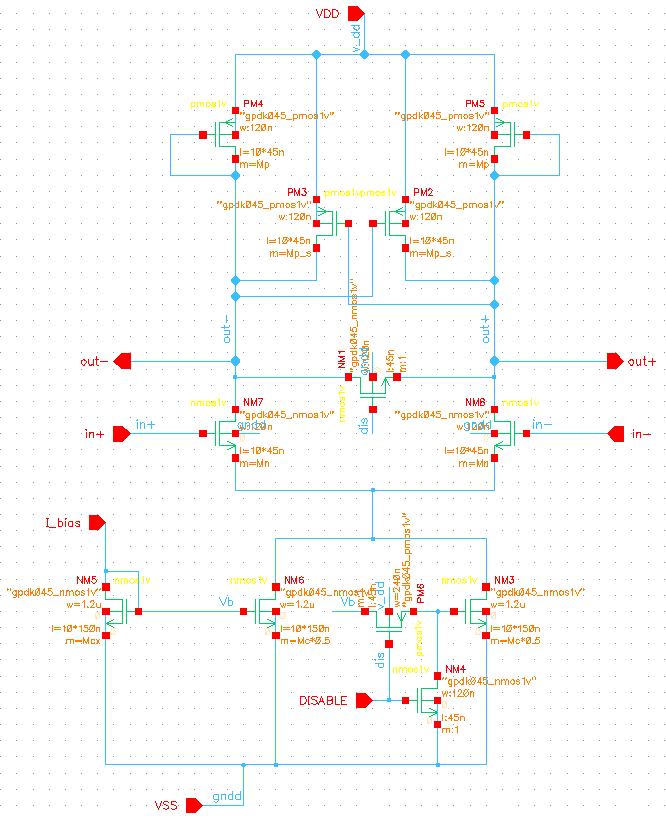 VDD
v_dd
pmos1v
PM4
"gpdk045_pmos1v"
w:120n
l=10*45n
m=Mp
PM5
pmos1v
"gpdk045_pmos1v"
w:120n
l=10*45n
m=Mp
PM3
pmos1v
"gpdk045_pmos1v"
w:120n
l=10*45n
m=Mp_s
pmos1v
PM2
"gpdk045_pmos1v"
w:120n
l=10*45n
m=Mp_s
out-
out+
out-
NM1
"gpdk045_nmos1v"
w:120n
l:45n
m:1
nmos1v
dis
out+
nmos1v
NM7
"gpdk045_nmos1v"
w:120n
gndd
l=10*45n
m=Mn
in+
in+
NM8
nmos1v
"gpdk045_nmos1v"
w:120n
gndd
l=10*45n
in-
in-
I_bias
NM5
nmos1v
"gpdk045_nmos1v"
w=1.2u
l=10*150n
Vb
nmos1v
NM6
"gpdk045_nmos1v"
w=1.2u
l=10*150n
m=Mc*0.5
Vb
l:45n
v_dd
w=240n
"gpdk045_pmos1v"
PM6
pmos1v
dis
nmos1v
NM3
"gpdk045_nmos1v"
w=1.2u
l=10*150n
m=Mc*0.5
DISABLE
nmos1v
NM4
"gpdk045_nmos1v"
w:120n
l:45n
m:1
VSS
gndd